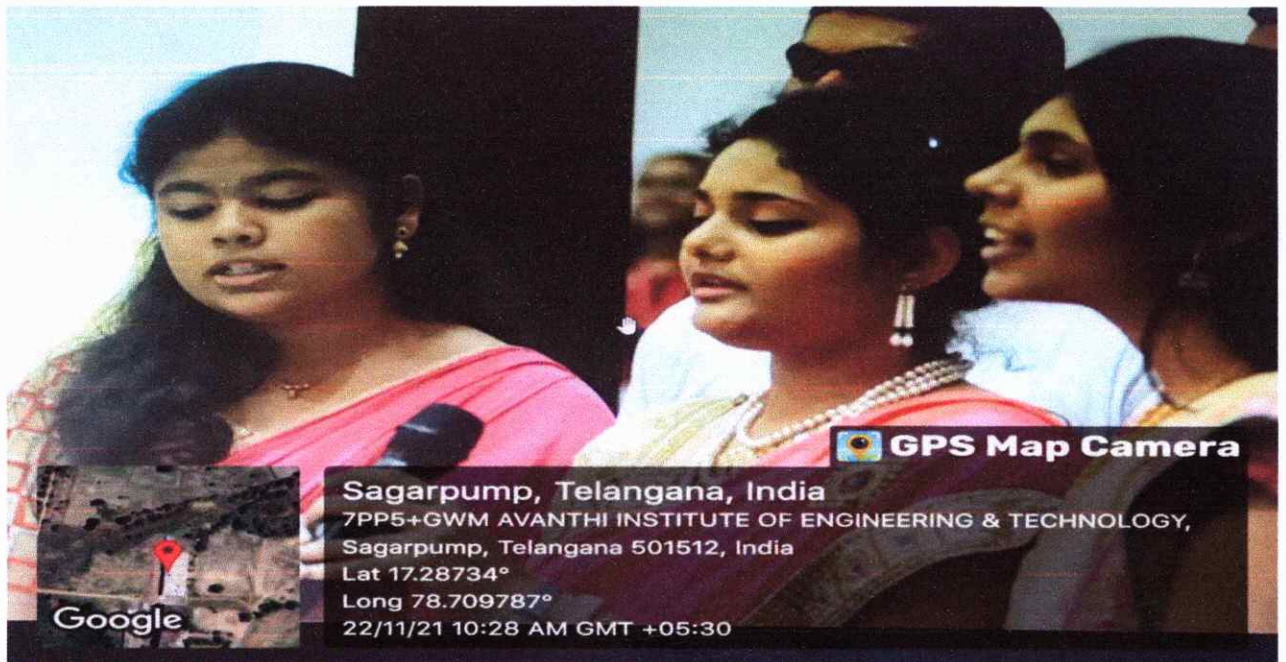 GPS Map Camera
Sagarpump, Telangana, India
7PP5+GWM AVANTHI INSTITUTE OF ENGINEERING & TECHNOLOGY,
Sagarpump, Telangana 501512, India
Lat 17.28734°
Long 78.709787°
22/11/21 10:28 AM GMT +05:30
Google